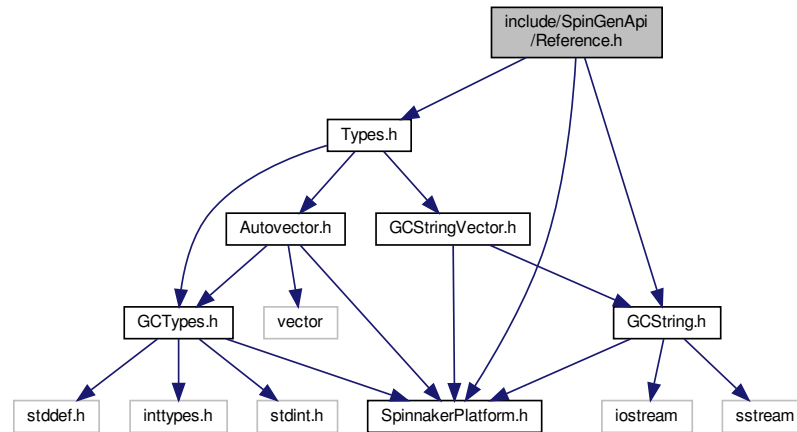 include/SpinGenApi
/Reference.h
Types.h
Autovector.h
GCStringVector.h
GCTypes.h
vector
GCString.h
stddef.h
inttypes.h
stdint.h
SpinnakerPlatform.h
iostream
sstream